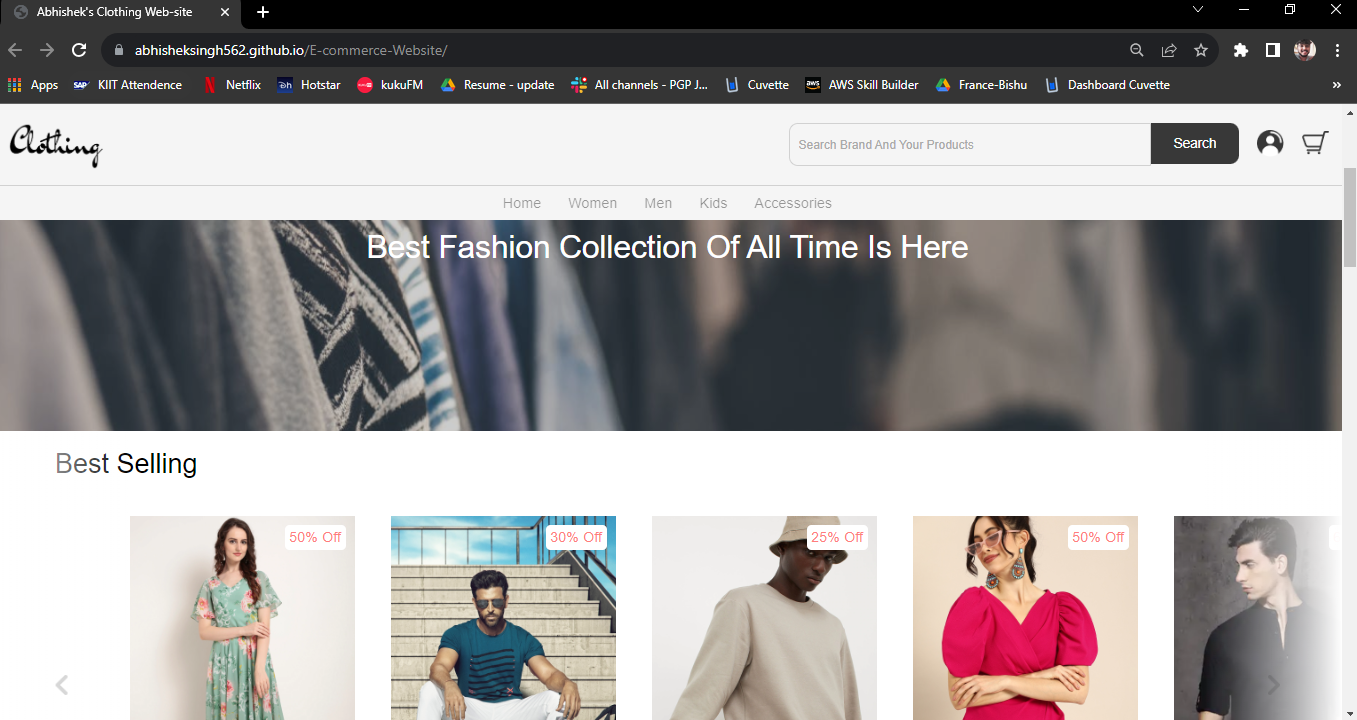 Abhishek's Clothing Web-site
abhisheksingh562.github.io/E-commerce-Website/
Apps
SAP
KIIT Attendence
Netflix
Hotstar
kukuFM
Resume - update
All channels - PGP J...
Cuvette
aws
AWS Skill Builder
France-Bishu
Dashboard Cuvette
»
Clothing
Search Brand And Your Products
Search
Home Women Men Kids Accessories
Best Fashion Collection Of All Time Is Here
Best Selling
50% Off
30% Off
25% Off
50% Off